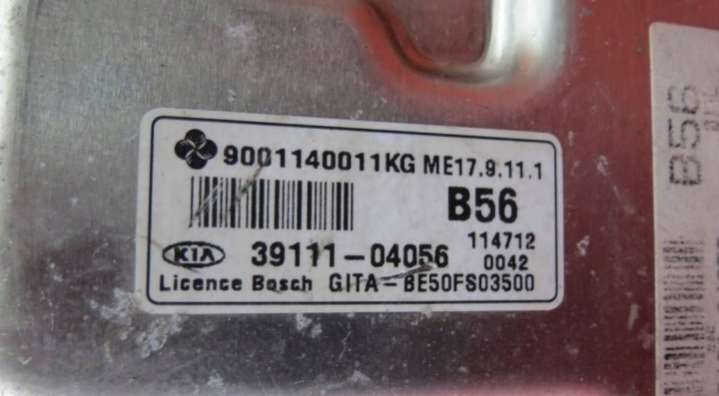 9001140011KG ME17.9.11.1
B56
KIA 39111-04056
114712
0042
Licence Bosch GITA-BE50FS03500
B56